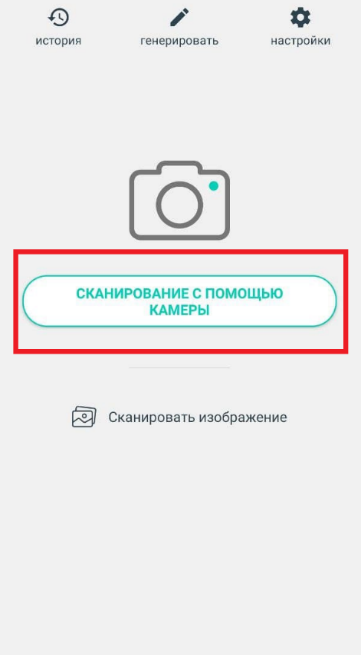 история генерировать настройки
СКАНИРОВАНИЕ С ПОМОЩЬЮ
КАМЕРЫ
Сканировать изображение